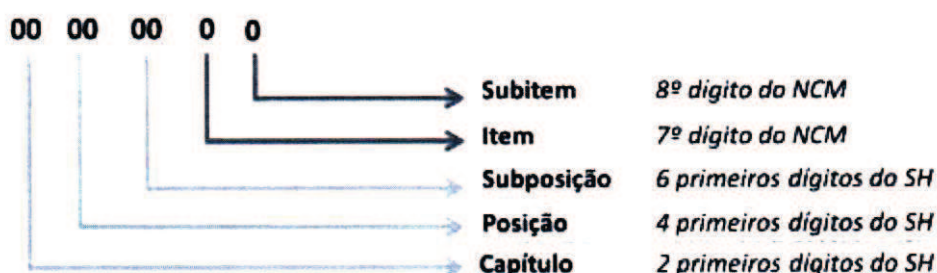 00 00 00 0 0
Subitem 8º digito do NCM
Item 7º dígito do NCM
Subposição 6 primeiros dígitos do SH
Posição 4 primeiros dígitos do SH
Capítulo 2 primeiros dígitos do SH